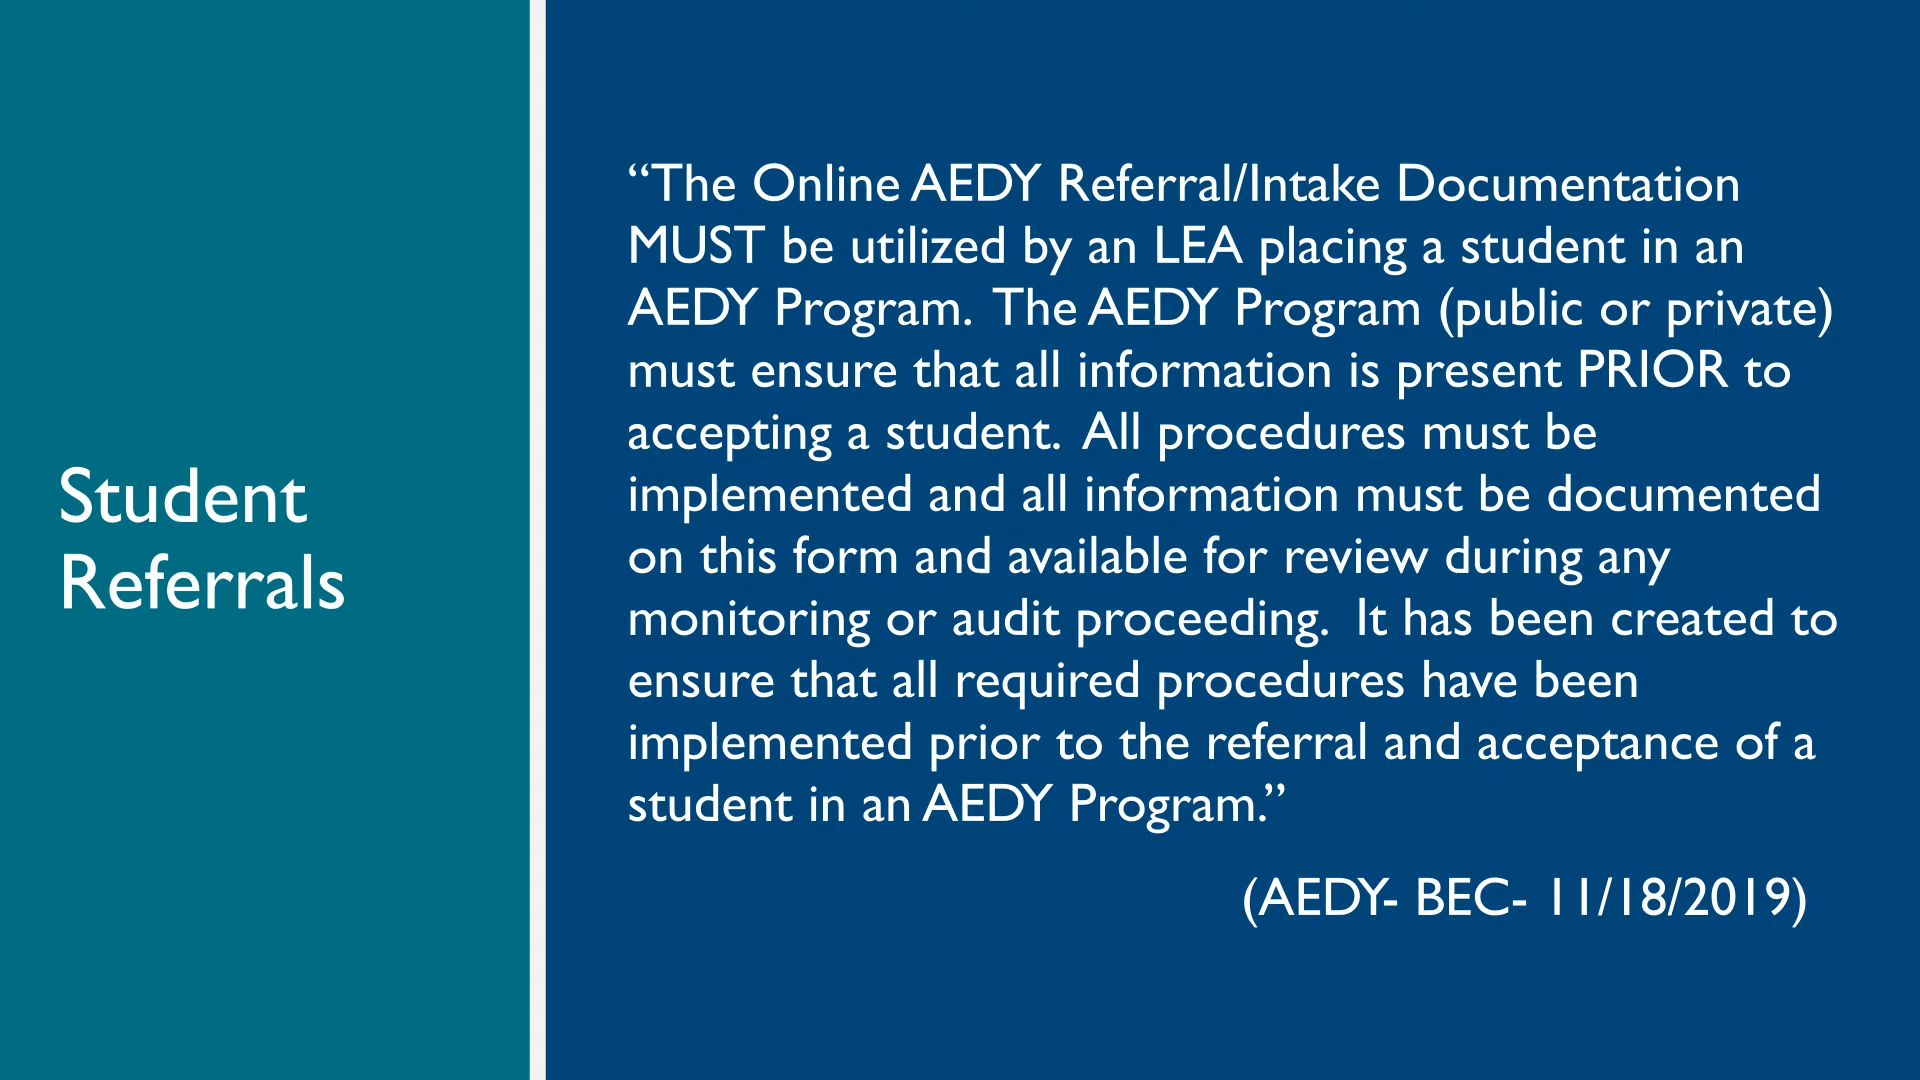 Student
Referrals
“The Online AEDY Referral/Intake Documentation
MUST be utilized by an LEA placing a student in an
AEDY Program.  The AEDY Program (public or private)
must ensure that all information is present PRIOR to
accepting a student.  All procedures must be
implemented and all information must be documented
on this form and available for review during any
monitoring or audit proceeding.  It has been created to
ensure that all required procedures have been
implemented prior to the referral and acceptance of a
student in an AEDY Program.”
(AEDY- BEC- 11/18/2019)